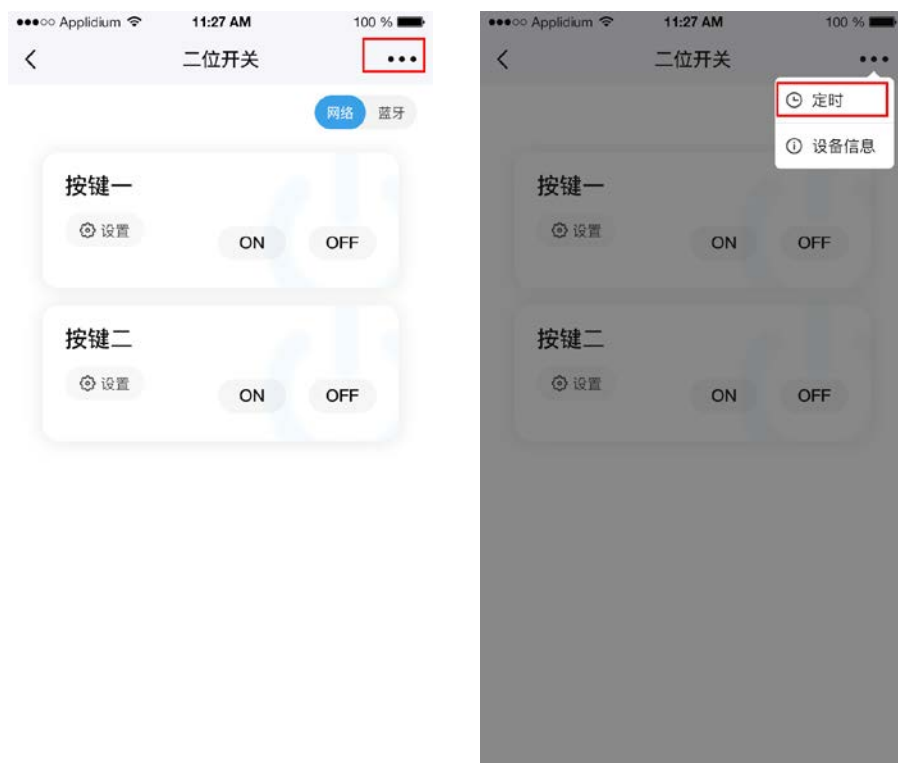 Applidium 11:27 AM 100 %
二位开关
网络 蓝牙
按键一
设置
ON OFF
按键二
设置
ON OFF
Applidium 11:27 AM 100 %
二位开关
定时
设备信息
按键一
设置
ON OFF
按键二
设置
ON OFF